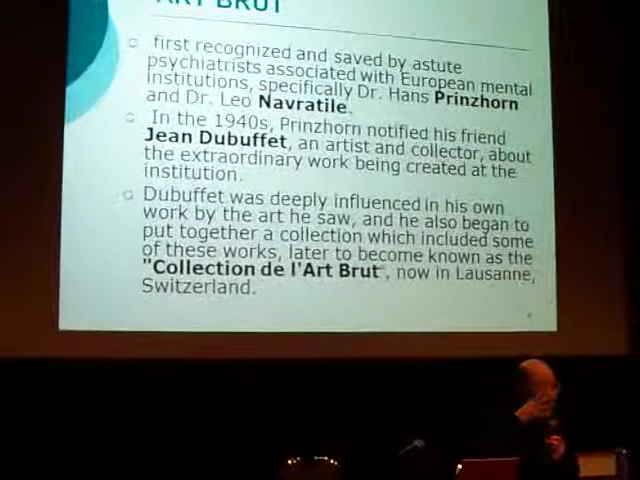 ART BRUT
first recognized and saved by astute
psychiatrists associated with European mental
institutions, specifically Dr. Hans Prinzhorn
and Dr. Leo Navratile.
In the 1940s, Prinzhorn notified his friend
Jean Dubuffet, an artist and collector, about
the extraordinary work being created at the
institution.
Dubuffet was deeply influenced in his own
work by the art he saw, and he also began to
put together a collection which included some
of these works, later to become known as the
"Collection de l'Art Brut", now in Lausanne,
Switzerland.